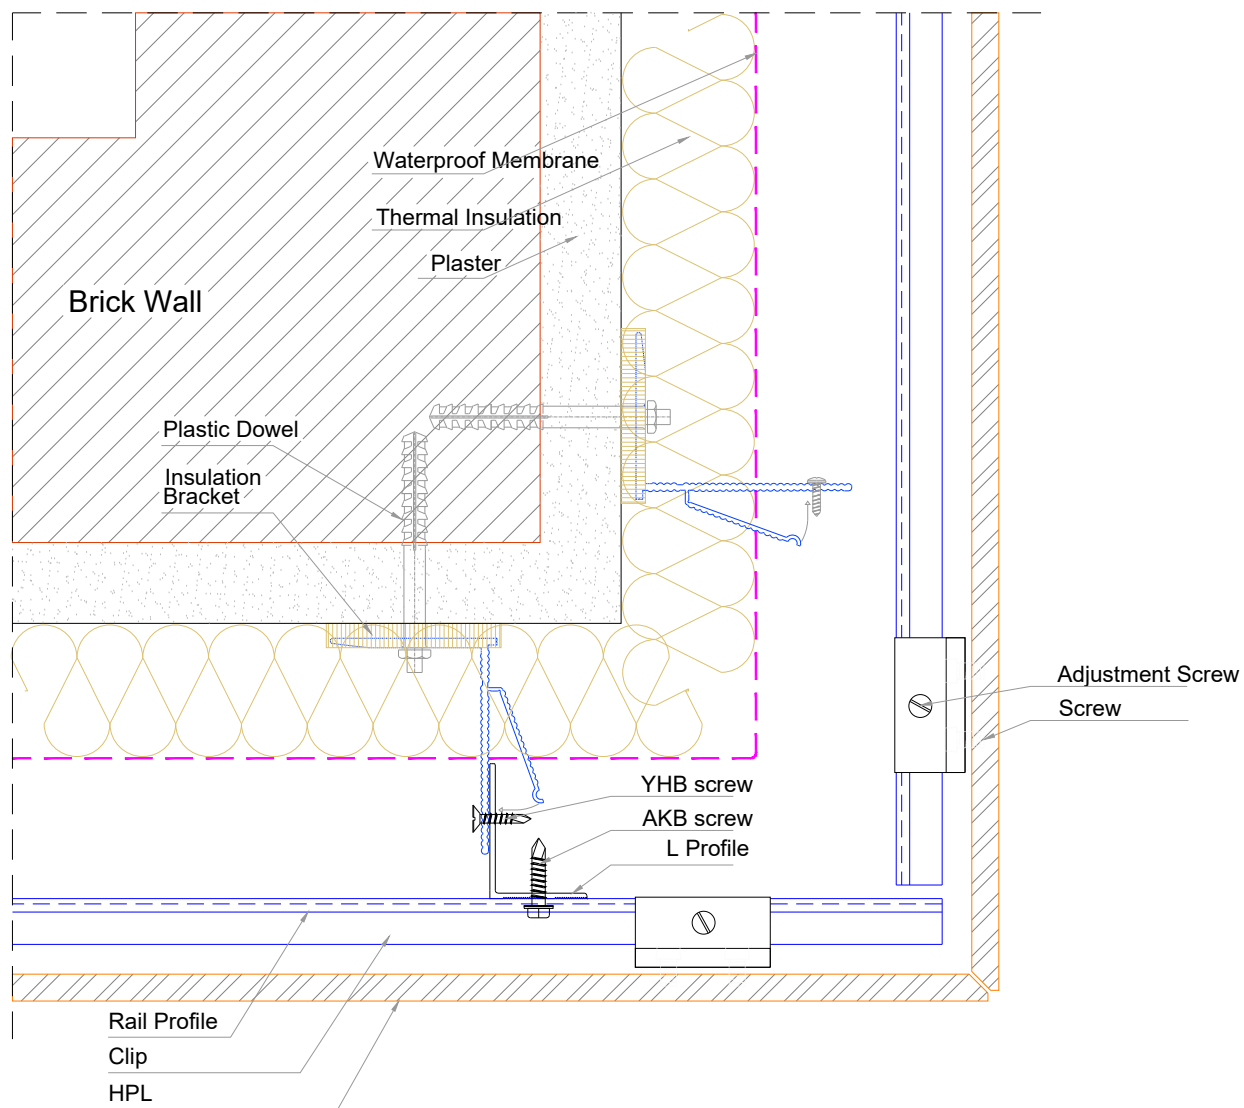 Waterproof Membrane
Thermal Insulation
Plaster
Brick Wall
Plastic Dowel
Insulation
Bracket
Adjustment Screw
Screw
YHB screw
AKB screw
L Profile
Rail Profile
Clip
HPL